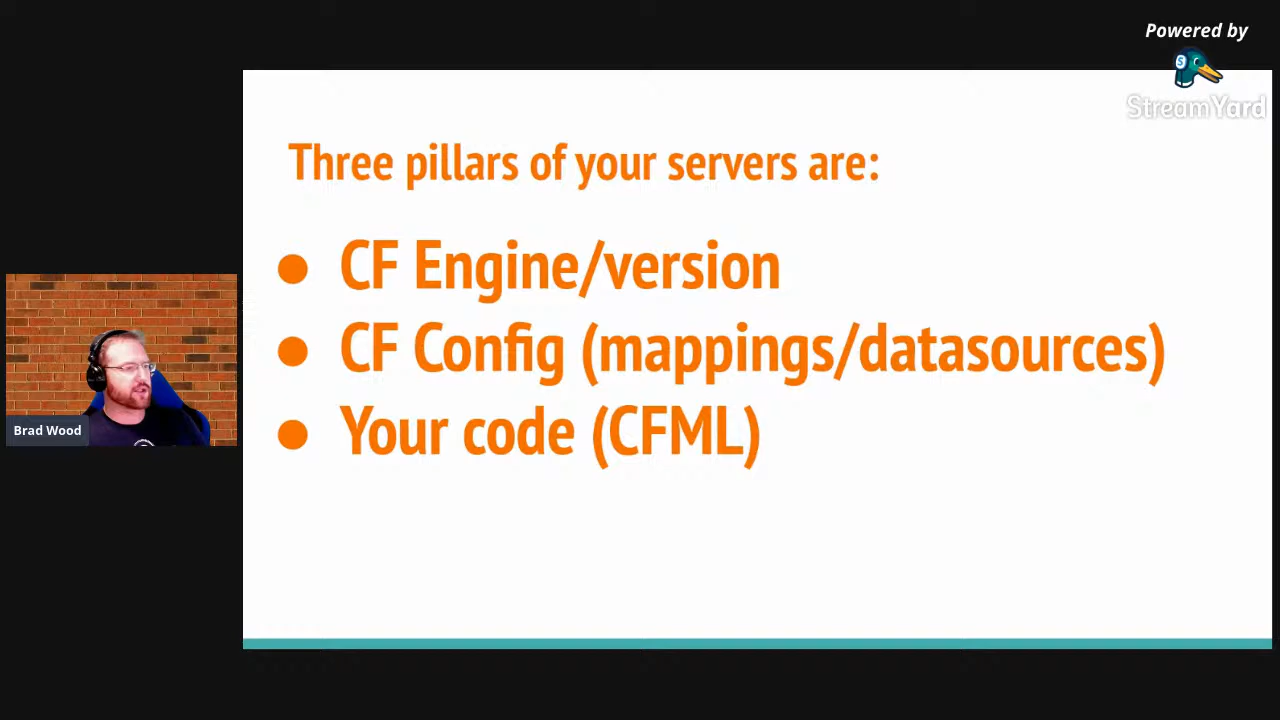 Powered by
StreamYard
Three pillars of your servers are:
● CF Engine/version
● CF Config (mappings/datasources)
● Your code (CFML)
Brad Wood